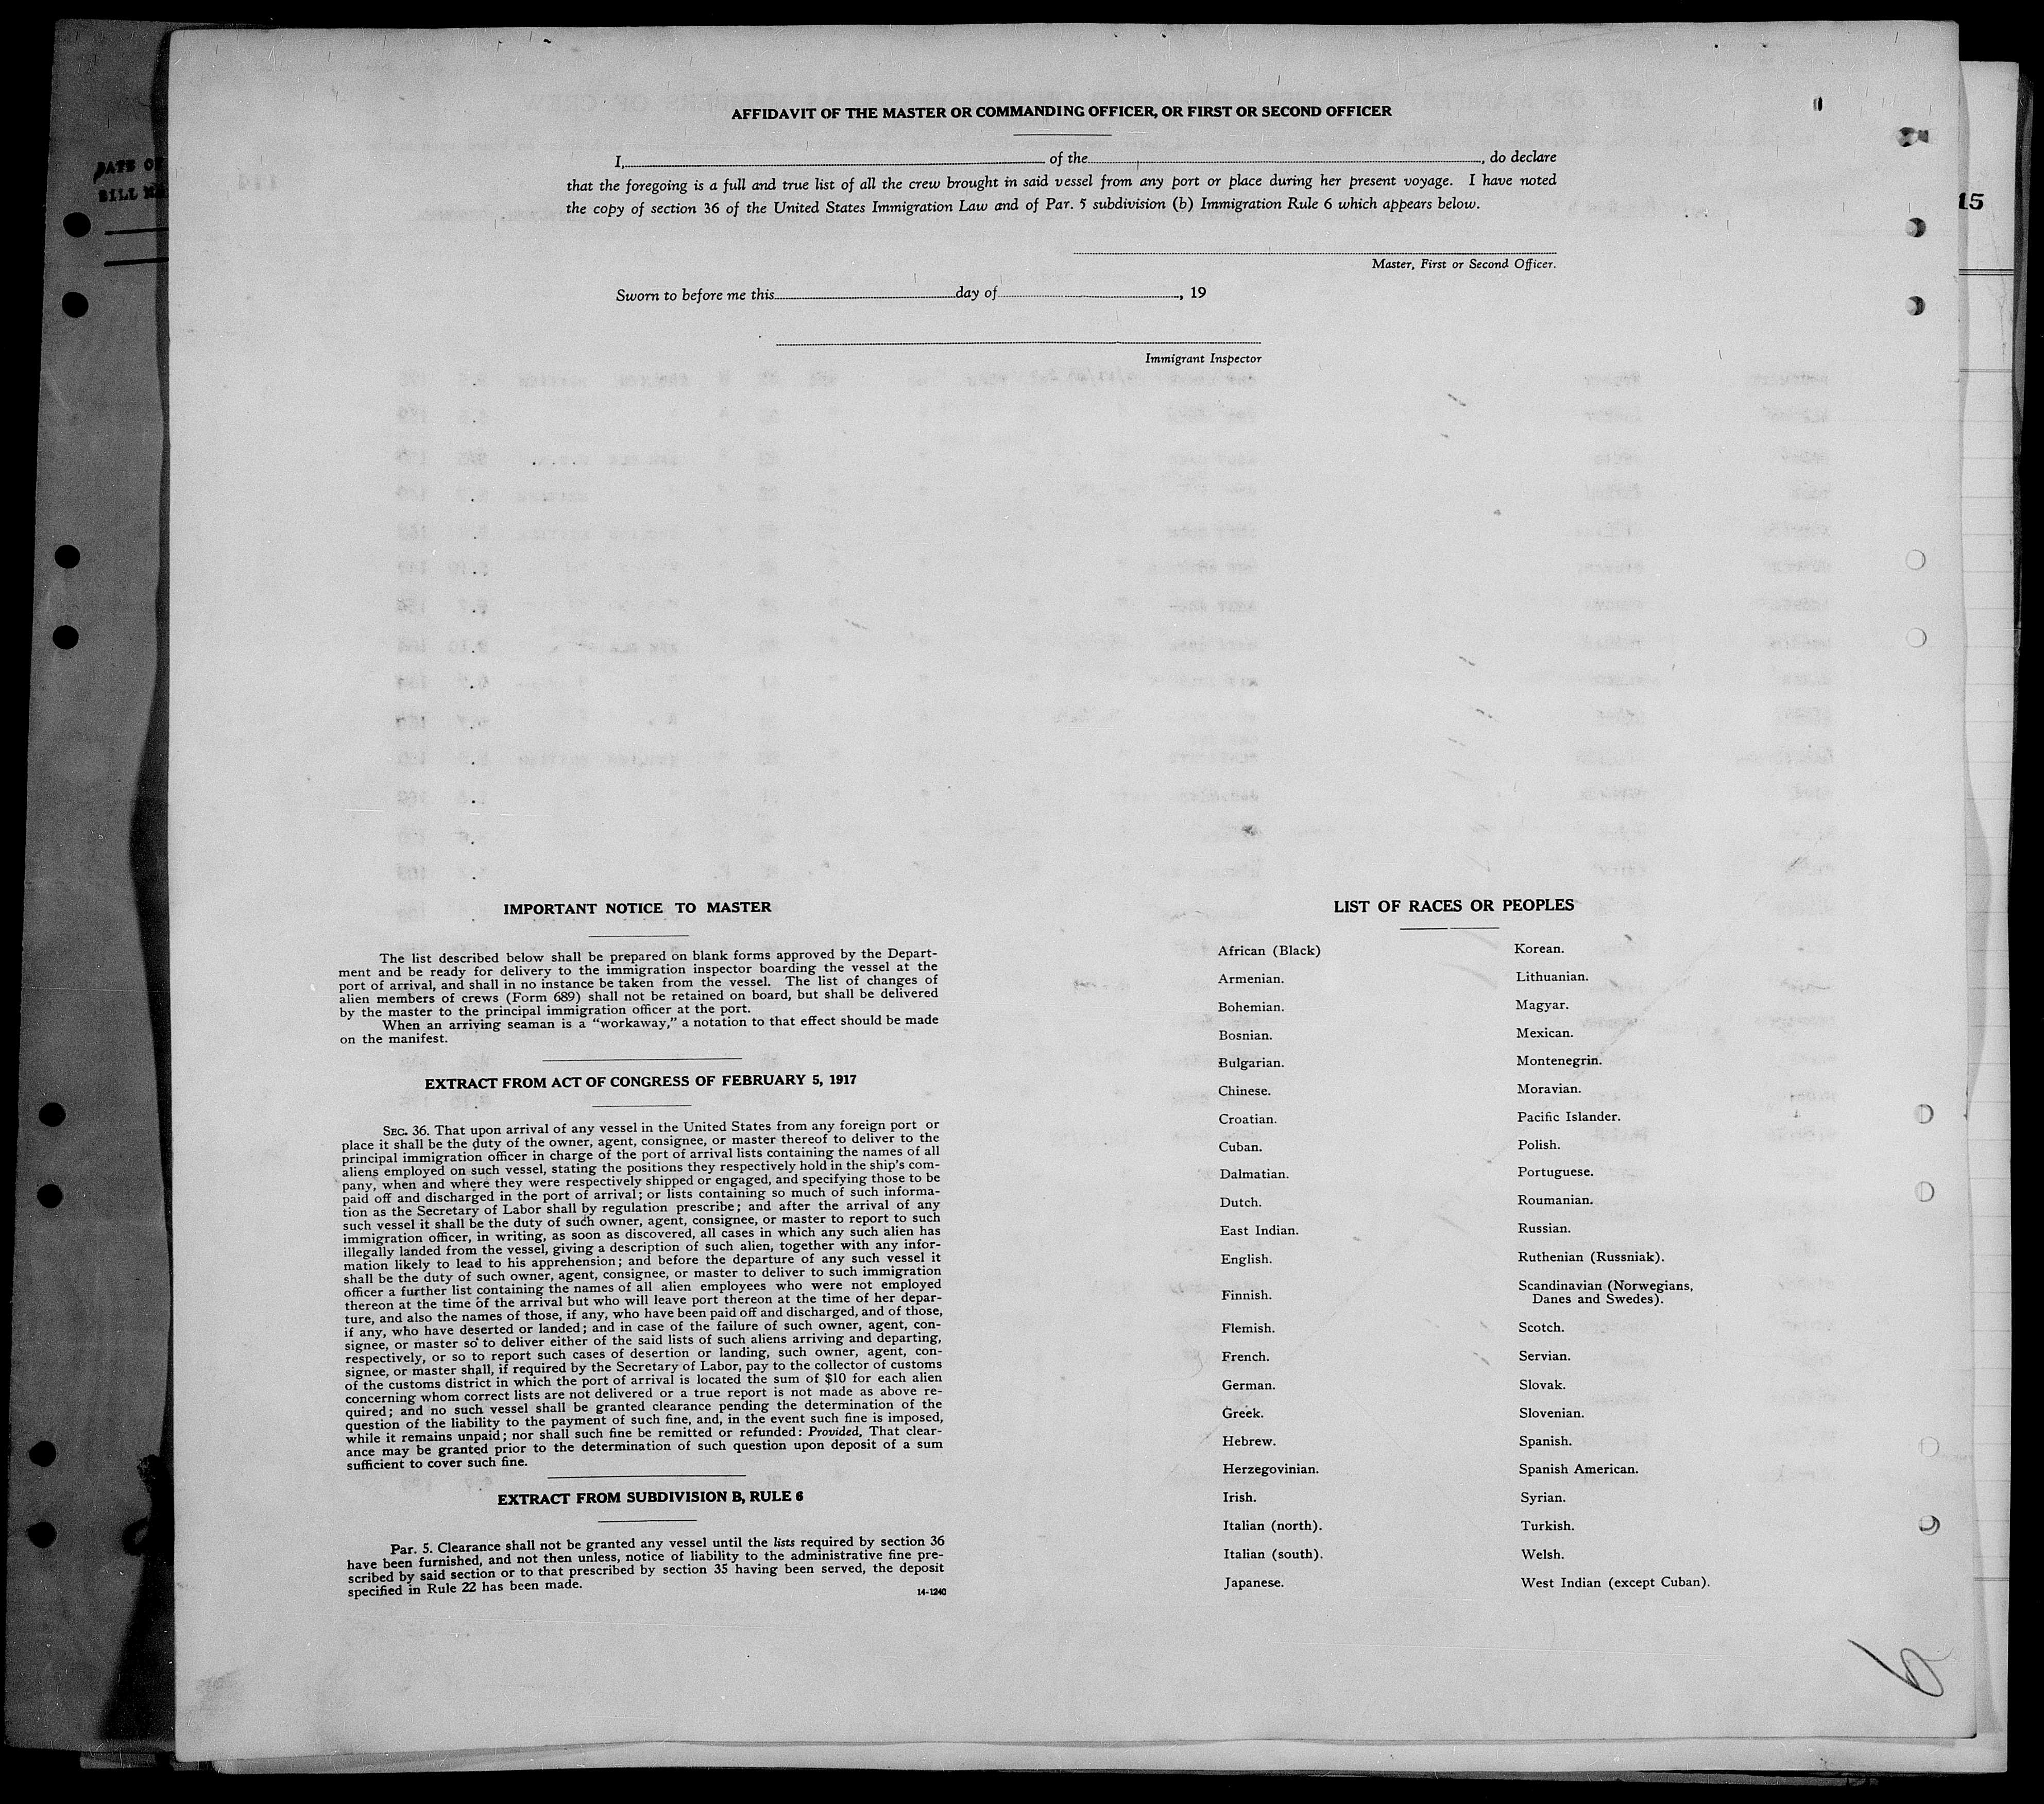 AFFIDAVIT OF THE MASTER OR COMMANDING OFFICER, OR FIRST OR SECOND OFFICER
I, of the , do declare
that the foregoing is a full and true list of all the crew brought in said vessel from any port or place during her present voyage. I have noted
the copy of section 36 of the United States Immigration Law and of Par. 5 subdivision (b) Immigration Rule 6 which appears below.
Master, First or Second Officer.
Sworn to before me this day of , 19
Immigrant Inspector
DATE OF
BILL
15
IMPORTANT NOTICE TO MASTER
The list described below shall be prepared on blank forms approved by the Depart-
ment and be ready for delivery to the immigration inspector boarding the vessel at the
port of arrival, and shall in no instance be taken from the vessel. The list of changes of
alien members of crews (Form 689) shall not be retained on board, but shall be delivered
by the master to the principal immigration officer at the port.
When an arriving seaman is a "workaway," a notation to that effect should be made
on the manifest.
EXTRACT FROM ACT OF CONGRESS OF FEBRUARY 5, 1917
SEC. 36. That upon arrival of any vessel in the United States from any foreign port or
place it shall be the duty of the owner, agent, consignee, or master thereof to deliver to the
principal immigration officer in charge of the port of arrival lists containing the names of all
aliens employed on such vessel, stating the positions they respectively hold in the ship's com-
pany, when and where they were respectively shipped or engaged, and specifying those to be
paid off and discharged in the port of arrival; or lists containing so much of such informa-
tion as the Secretary of Labor shall by regulation prescribe; and after the arrival of any
such vessel it shall be the duty of such owner, agent, consignee, or master to report to such
immigration officer, in writing, as soon as discovered, all cases in which any such alien has
illegally landed from the vessel, giving a description of such alien, together with any infor-
mation likely to lead to his apprehension; and before the departure of any such vessel it
shall be the duty of such owner, agent, consignee, or master to deliver to such immigration
officer a further list containing the names of all alien employees who were not employed
thereon at the time of the arrival but who will leave port thereon at the time of her depar-
ture, and also the names of those, if any, who have been paid off and discharged, and of those,
if any, who have deserted or landed; and in case of the failure of such owner, agent, con-
signee, or master so to deliver either of the said lists of such aliens arriving and departing,
respectively, or so to report such cases of desertion or landing, such owner, agent, con-
signee, or master shall, if required by the Secretary of Labor, pay to the collector of customs
of the customs district in which the port of arrival is located the sum of $10 for each alien
concerning whom correct lists are not delivered or a true report is not made as above re-
quired; and no such vessel shall be granted clearance pending the determination of the
question of the liability to the payment of such fine, and, in the event such fine is imposed,
while it remains unpaid; nor shall such fine be remitted or refunded: Provided, That clear-
ance may be granted prior to the determination of such question upon deposit of a sum
sufficient to cover such fine.
EXTRACT FROM SUBDIVISION B, RULE 6
Par. 5. Clearance shall not be granted any vessel until the lists required by section 36
have been furnished, and not then unless, notice of liability to the administrative fine pre-
scribed by said section or to that prescribed by section 35 having been served, the deposit
specified in Rule 22 has been made.
14-1240
LIST OF RACES OR PEOPLES
African (Black)
Armenian.
Bohemian.
Bosnian.
Bulgarian.
Chinese.
Croatian.
Cuban.
Dalmatian.
Dutch.
East Indian.
English.
Finnish.
Flemish.
French.
German.
Greek.
Hebrew.
Herzegovinian.
Irish.
Italian (north).
Italian (south).
Japanese.
Korean.
Lithuanian.
Magyar.
Mexican.
Montenegrin.
Moravian.
Pacific Islander.
Polish.
Portuguese.
Roumanian.
Russian.
Ruthenian (Russniak).
Scandinavian (Norwegians,
Danes and Swedes).
Scotch.
Servian.
Slovak.
Slovenian.
Spanish.
Spanish American.
Syrian.
Turkish.
Welsh.
West Indian (except Cuban).